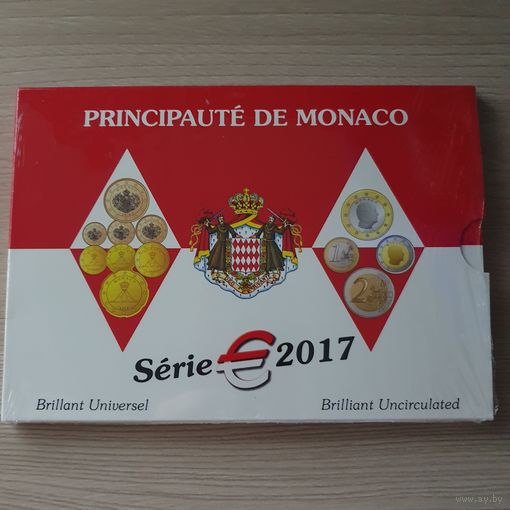 PRINCIPAUTÉ DE MONACO
Série € 2017
Brillant Universel
Brilliant Uncirculated
www.ay.by